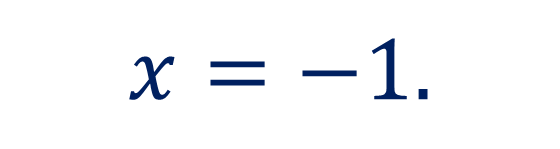 𝑥 = −1.